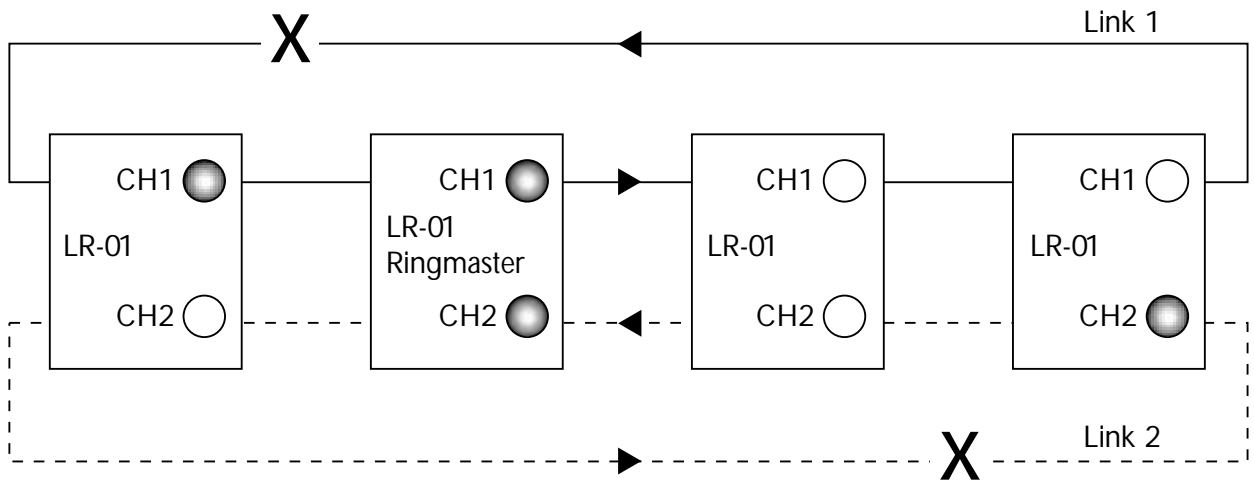 Link 1
X
CH1
CH1
CH1
CH1
LR-01
LR-01
Ringmaster
LR-01
LR-01
CH2
CH2
CH2
CH2
Link 2
X